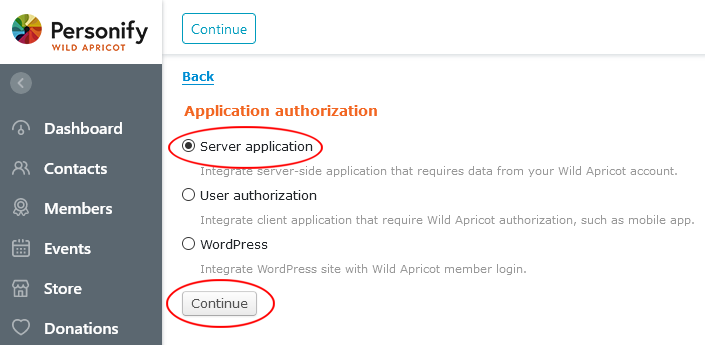 Personify
WILD APRICOT
Continue
Back
Application authorization
Server application
Integrate server-side application that requires data from your Wild Apricot account.
User authorization
Integrate client application that require Wild Apricot authorization, such as mobile app.
WordPress
Integrate WordPress site with Wild Apricot member login.
Continue
Dashboard
Contacts
Members
Events
Store
Donations